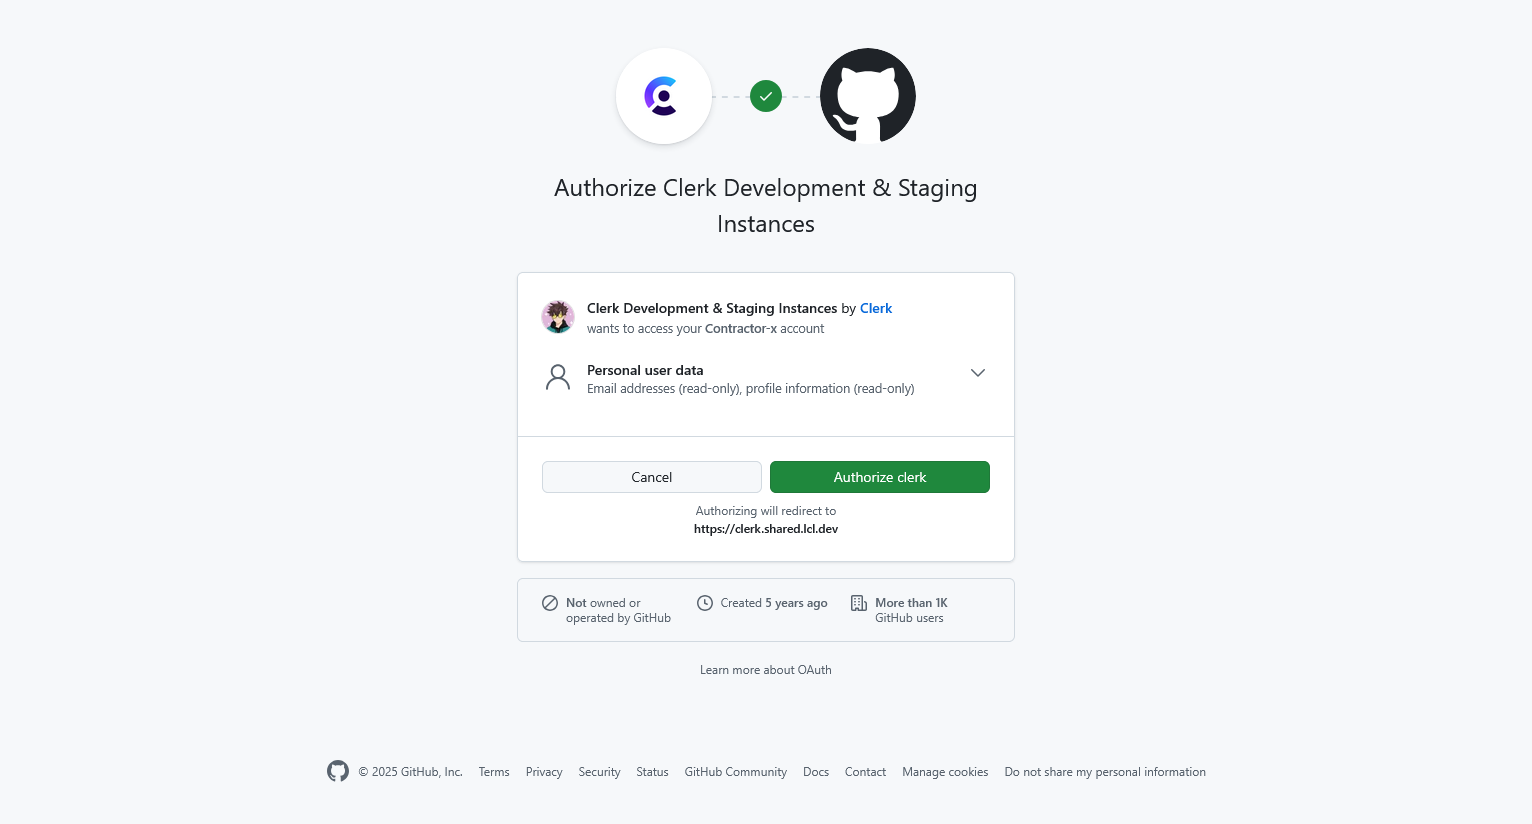 Authorize Clerk Development & Staging
Instances
Clerk Development & Staging Instances by Clerk
wants to access your Contractor-x account
Personal user data
Email addresses (read-only), profile information (read-only)
Cancel
Authorize clerk
Authorizing will redirect to
https://clerk.shared.lcl.dev
Not owned or
operated by GitHub
Created 5 years ago
More than 1K
GitHub users
Learn more about OAuth
© 2025 GitHub, Inc. Terms Privacy Security Status GitHub Community Docs Contact Manage cookies Do not share my personal information